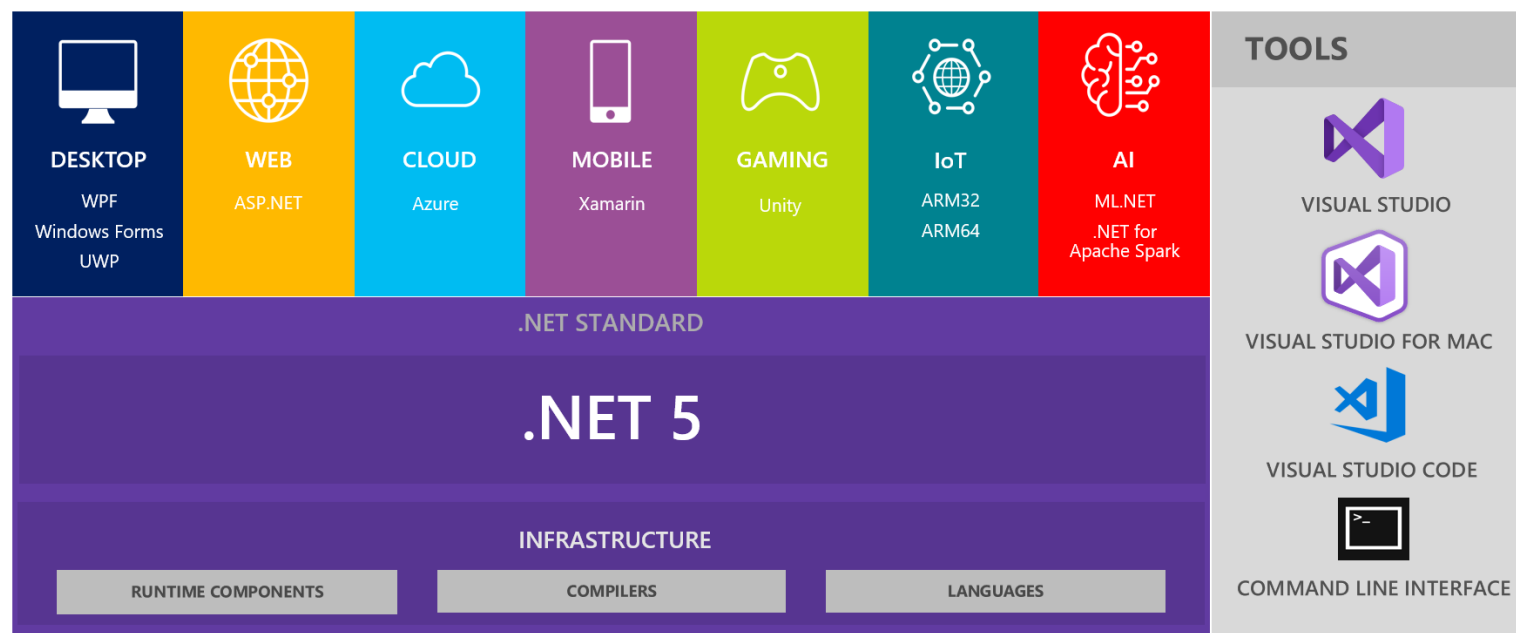 DESKTOP
WPF
Windows Forms
UWP
WEB
ASP.NET
CLOUD
Azure
MOBILE
Xamarin
GAMING
Unity
IoT
ARM32
ARM64
AI
ML.NET
.NET for
Apache Spark
.NET STANDARD
.NET 5
INFRASTRUCTURE
RUNTIME COMPONENTS
COMPILERS
LANGUAGES
TOOLS
VISUAL STUDIO
VISUAL STUDIO FOR MAC
VISUAL STUDIO CODE
>_
COMMAND LINE INTERFACE